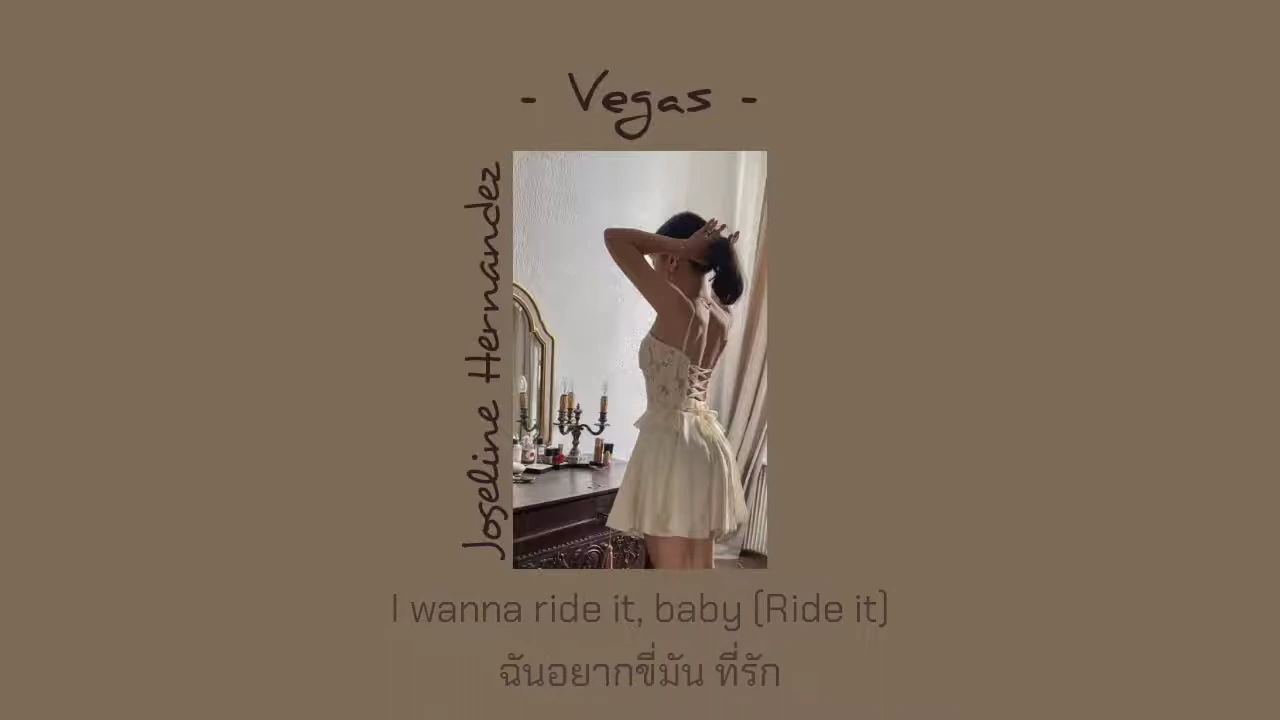 - Vegas -
Joseline Hernandez
I wanna ride it, baby (Ride it)
ฉันอยากขี่มัน ที่รัก